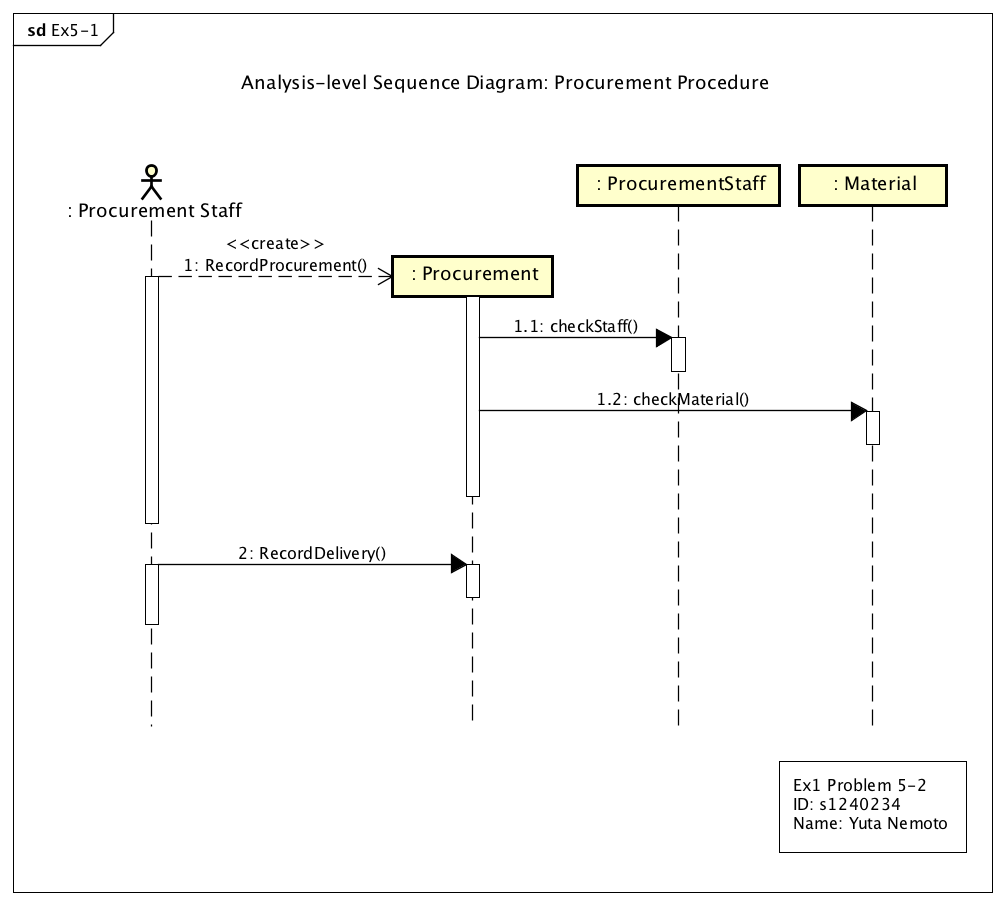 sd Ex5-1
Analysis-level Sequence Diagram: Procurement Procedure
: ProcurementStaff
: Material
: Procurement Staff
<<create>>
1: RecordProcurement()
: Procurement
1.1: checkStaff()
1.2: checkMaterial()
2: RecordDelivery()
Ex1 Problem 5-2
ID: s1240234
Name: Yuta Nemoto